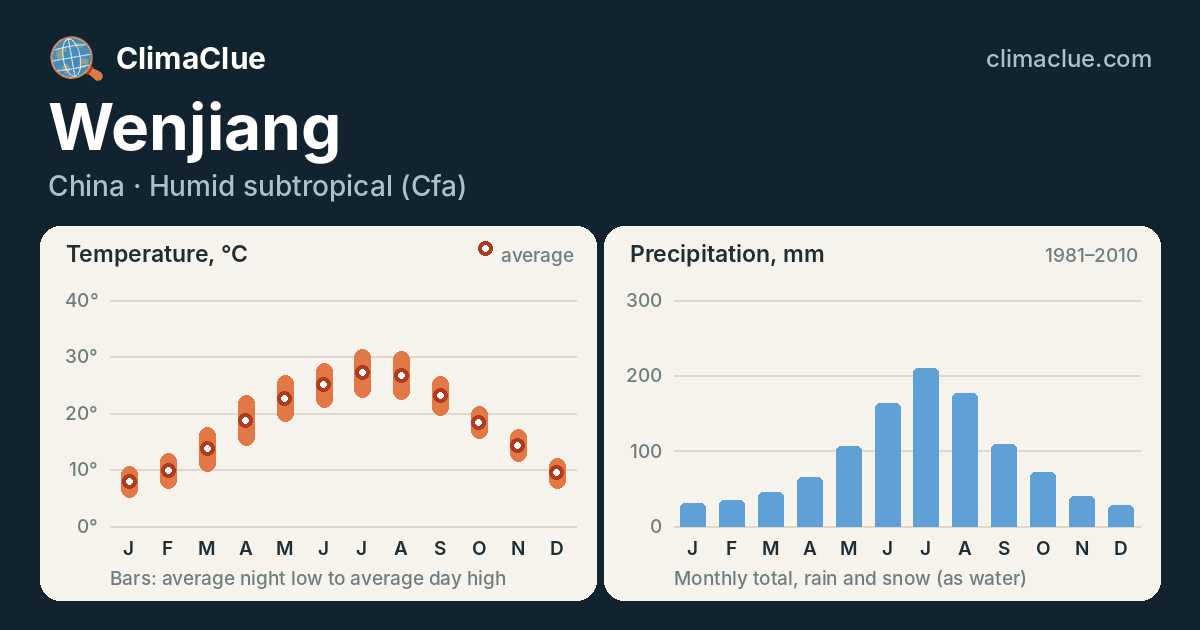 ClimaClue
climaclue.com
Wenjiang
China · Humid subtropical (Cfa)
Temperature, °C
average
40°
30°
20°
10°
0°
J F M A M J J A S O N D
Bars: average night low to average day high
Precipitation, mm
1981–2010
300
200
100
0
J F M A M J J A S O N D
Monthly total, rain and snow (as water)